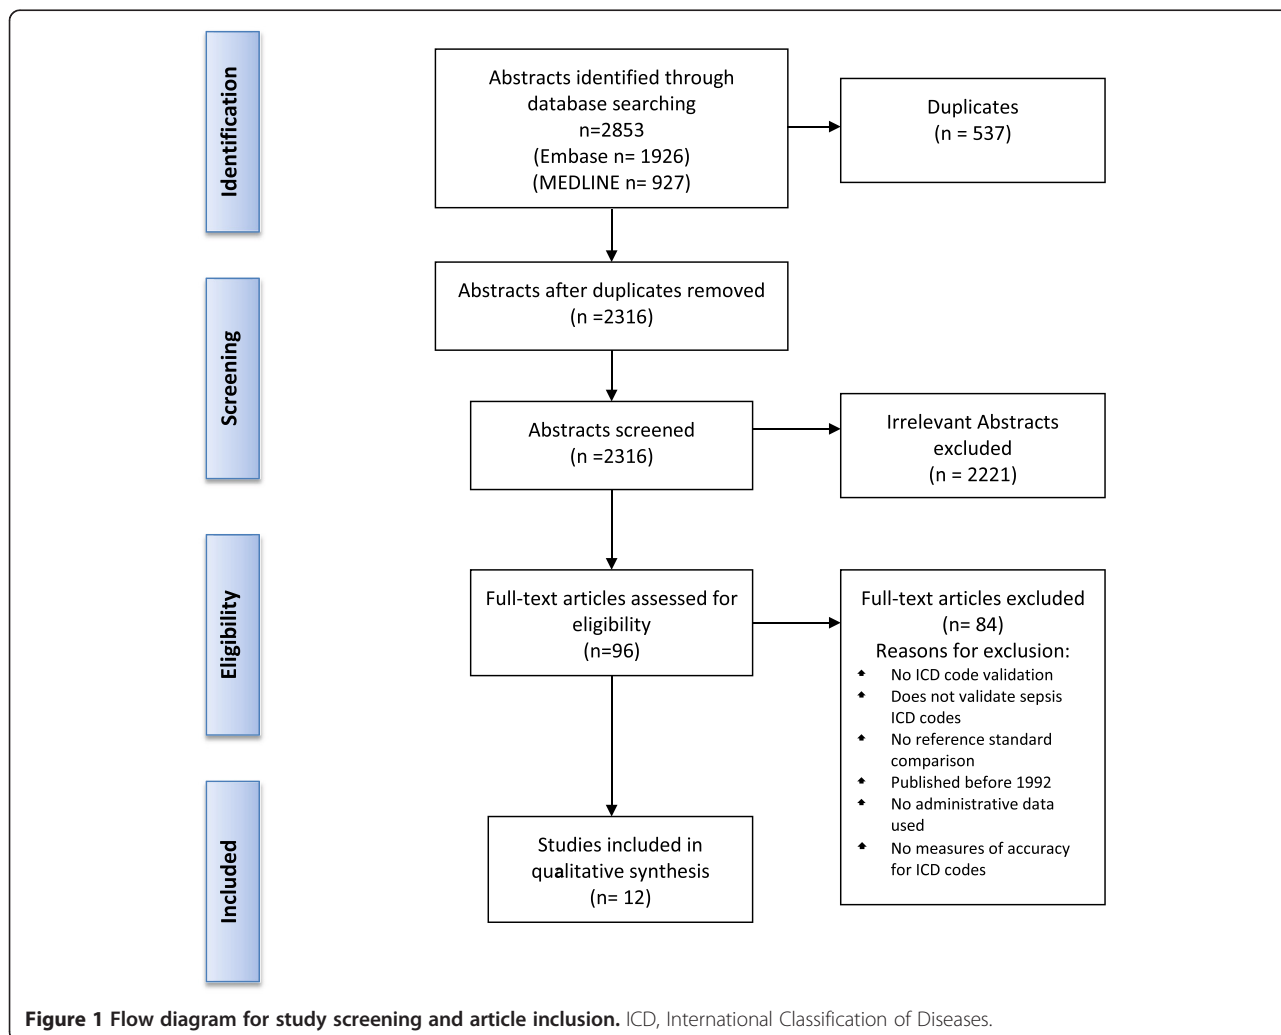 Identification
Abstracts identified through
database searching
n=2853
(Embase n= 1926)
(MEDLINE n= 927)
Duplicates
(n = 537)
Screening
Abstracts after duplicates removed
(n =2316)
Abstracts screened
(n =2316)
Irrelevant Abstracts
excluded
(n = 2221)
Eligibility
Full-text articles assessed for
eligibility
(n=96)
Full-text articles excluded
(n= 84)
Reasons for exclusion:
No ICD code validation
Does not validate sepsis
ICD codes
No reference standard
comparison
Published before 1992
No administrative data
used
No measures of accuracy
for ICD codes
Included
Studies included in
qualitative synthesis
(n= 12)
Figure 1 Flow diagram for study screening and article inclusion. ICD, International Classification of Diseases.